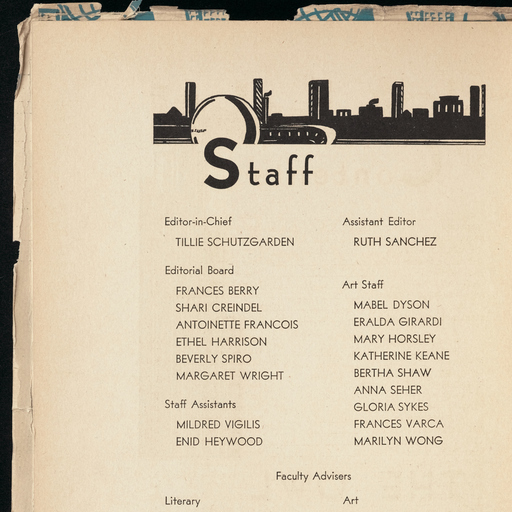 Staff
Editor-in-Chief
TILLIE SCHUTZGARDEN
Assistant Editor
RUTH SANCHEZ
Editorial Board
FRANCES BERRY
SHARI CREINDEL
ANTOINETTE FRANCOIS
ETHEL HARRISON
BEVERLY SPIRO
MARGARET WRIGHT
Staff Assistants
MILDRED VIGILIS
ENID HEYWOOD
Art Staff
MABEL DYSON
ERALDA GIRARDI
MARY HORSLEY
KATHERINE KEANE
BERTHA SHAW
ANNA SEHER
GLORIA SYKES
FRANCES VARCA
MARILYN WONG
Faculty Advisers
Literary
Art